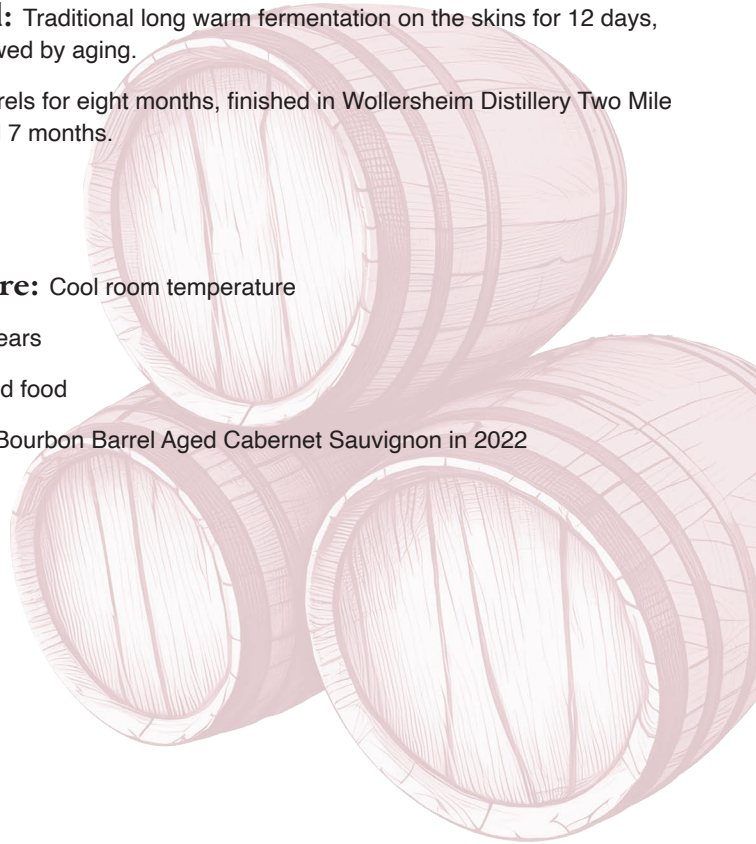 l: Traditional long warm fermentation on the skins for 12 days,
wed by aging.
rels for eight months, finished in Wollersheim Distillery Two Mile
7 months.
re: Cool room temperature
ears
d food
Bourbon Barrel Aged Cabernet Sauvignon in 2022